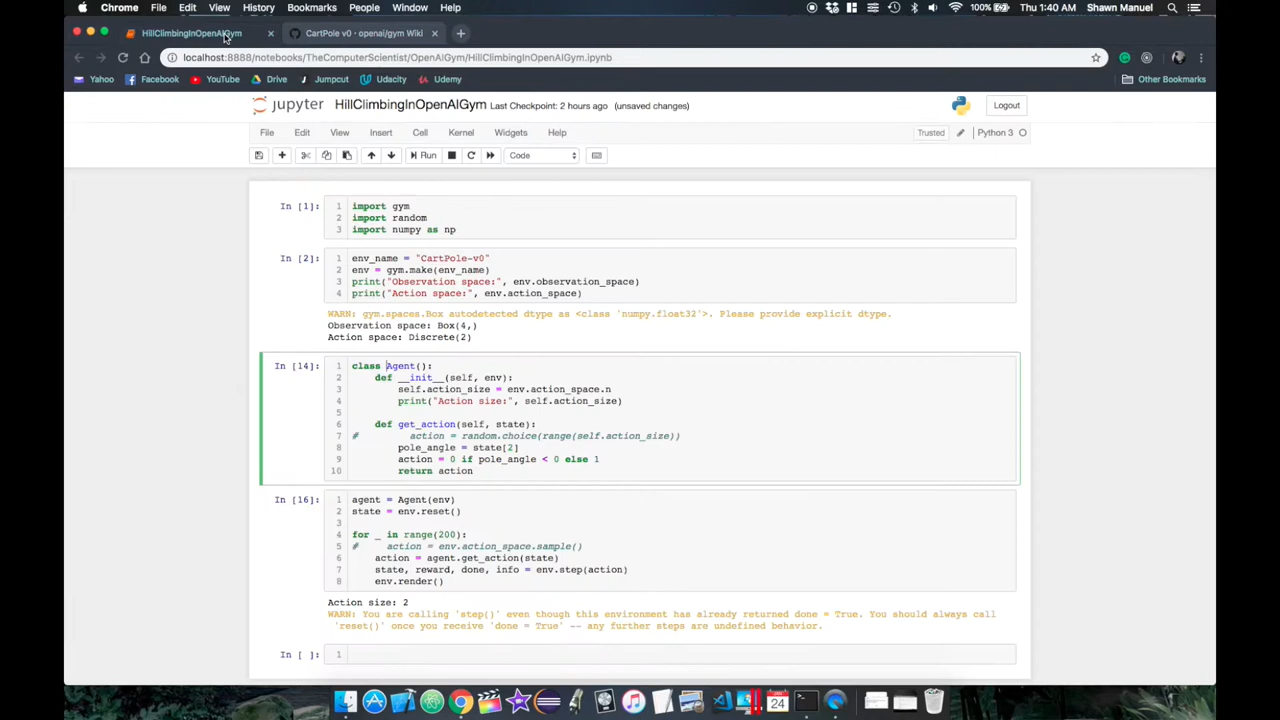 Chrome File Edit View History Bookmarks People Window Help 100% Thu 1:40 AM Shawn Manuel
HillClimbingInOpenAIGym × CartPole v0 · openai/gym Wiki ×
localhost:8888/notebooks/TheComputerScientist/OpenAIGym/HillClimbingInOpenAIGym.ipynb
Yahoo Facebook YouTube Drive Jumpcut Udacity Udemy Other Bookmarks
jupyter HillClimbingInOpenAIGym Last Checkpoint: 2 hours ago (unsaved changes) Logout
File Edit View Insert Cell Kernel Widgets Help Trusted Python 3
Run Code
In [1]: 1 import gym
2 import random
3 import numpy as np
In [2]: 1 env_name = "CartPole-v0"
2 env = gym.make(env_name)
3 print("Observation space:", env.observation_space)
4 print("Action space:", env.action_space)
WARN: gym.spaces.Box autodetected dtype as <class 'numpy.float32'>. Please provide explicit dtype.
Observation space: Box(4,)
Action space: Discrete(2)
In [14]: 1 class Agent():
2 def __init__(self, env):
3 self.action_size = env.action_space.n
4 print("Action size:", self.action_size)
5
6 def get_action(self, state):
7 # action = random.choice(range(self.action_size))
8 pole_angle = state[2]
9 action = 0 if pole_angle < 0 else 1
10 return action
In [16]: 1 agent = Agent(env)
2 state = env.reset()
3
4 for _ in range(200):
5 # action = env.action_space.sample()
6 action = agent.get_action(state)
7 state, reward, done, info = env.step(action)
8 env.render()
Action size: 2
WARN: You are calling 'step()' even though this environment has already returned done = True. You should always call
'reset()' once you receive 'done = True' -- any further steps are undefined behavior.
In [ ]: 1
24